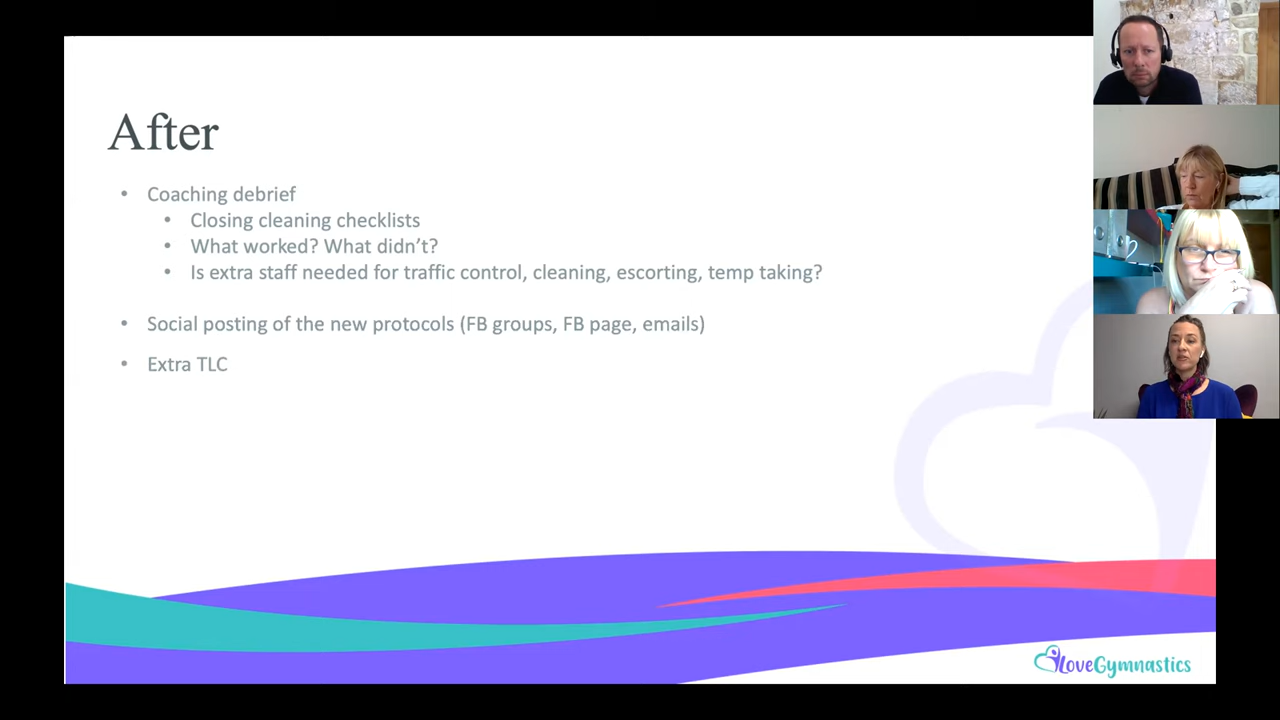 After
• Coaching debrief
• Closing cleaning checklists
• What worked? What didn't?
• Is extra staff needed for traffic control, cleaning, escorting, temp taking?
• Social posting of the new protocols (FB groups, FB page, emails)
• Extra TLC
LoveGymnastics